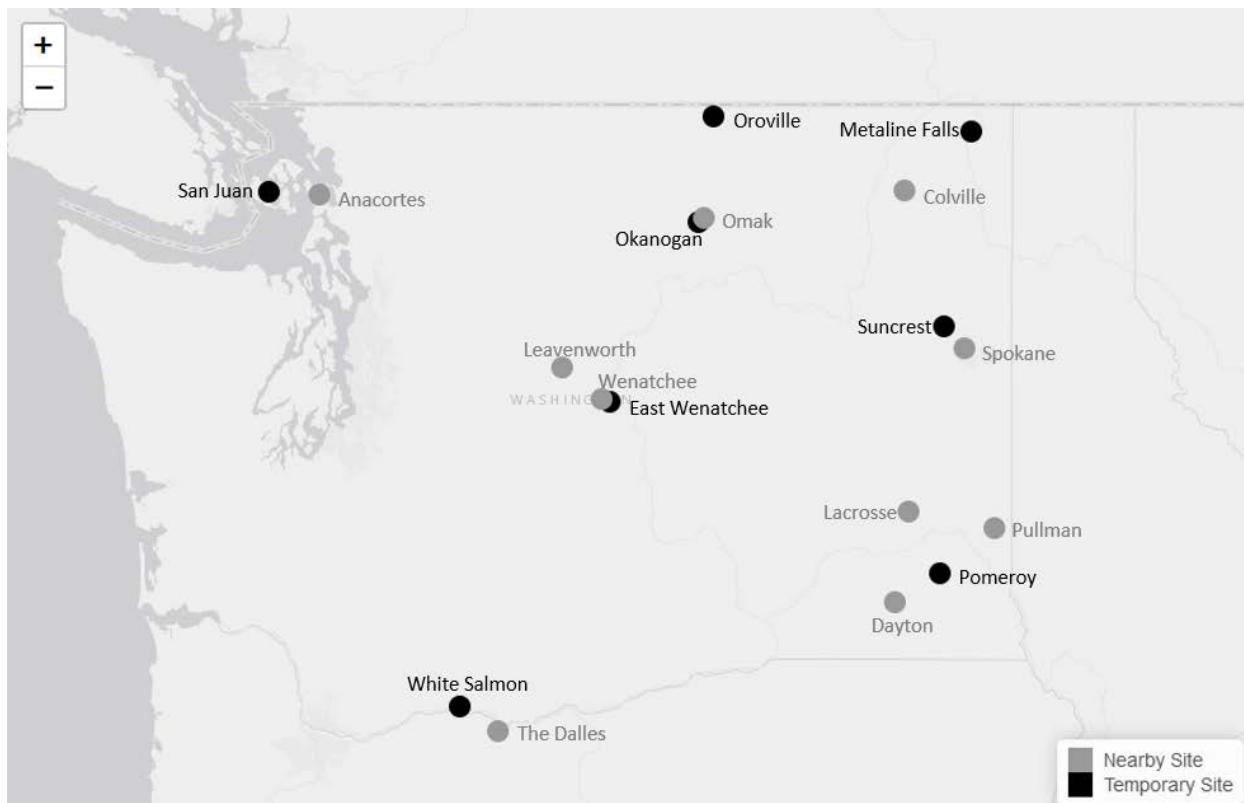 +
−
Oroville
Metaline Falls
San Juan
Anacortes
Colville
Omak
Okanogan
Suncrest
Spokane
Leavenworth
Wenatchee
WASHINGTON
East Wenatchee
Lacrosse
Pullman
Pomeroy
Dayton
White Salmon
The Dalles
Nearby Site
Temporary Site